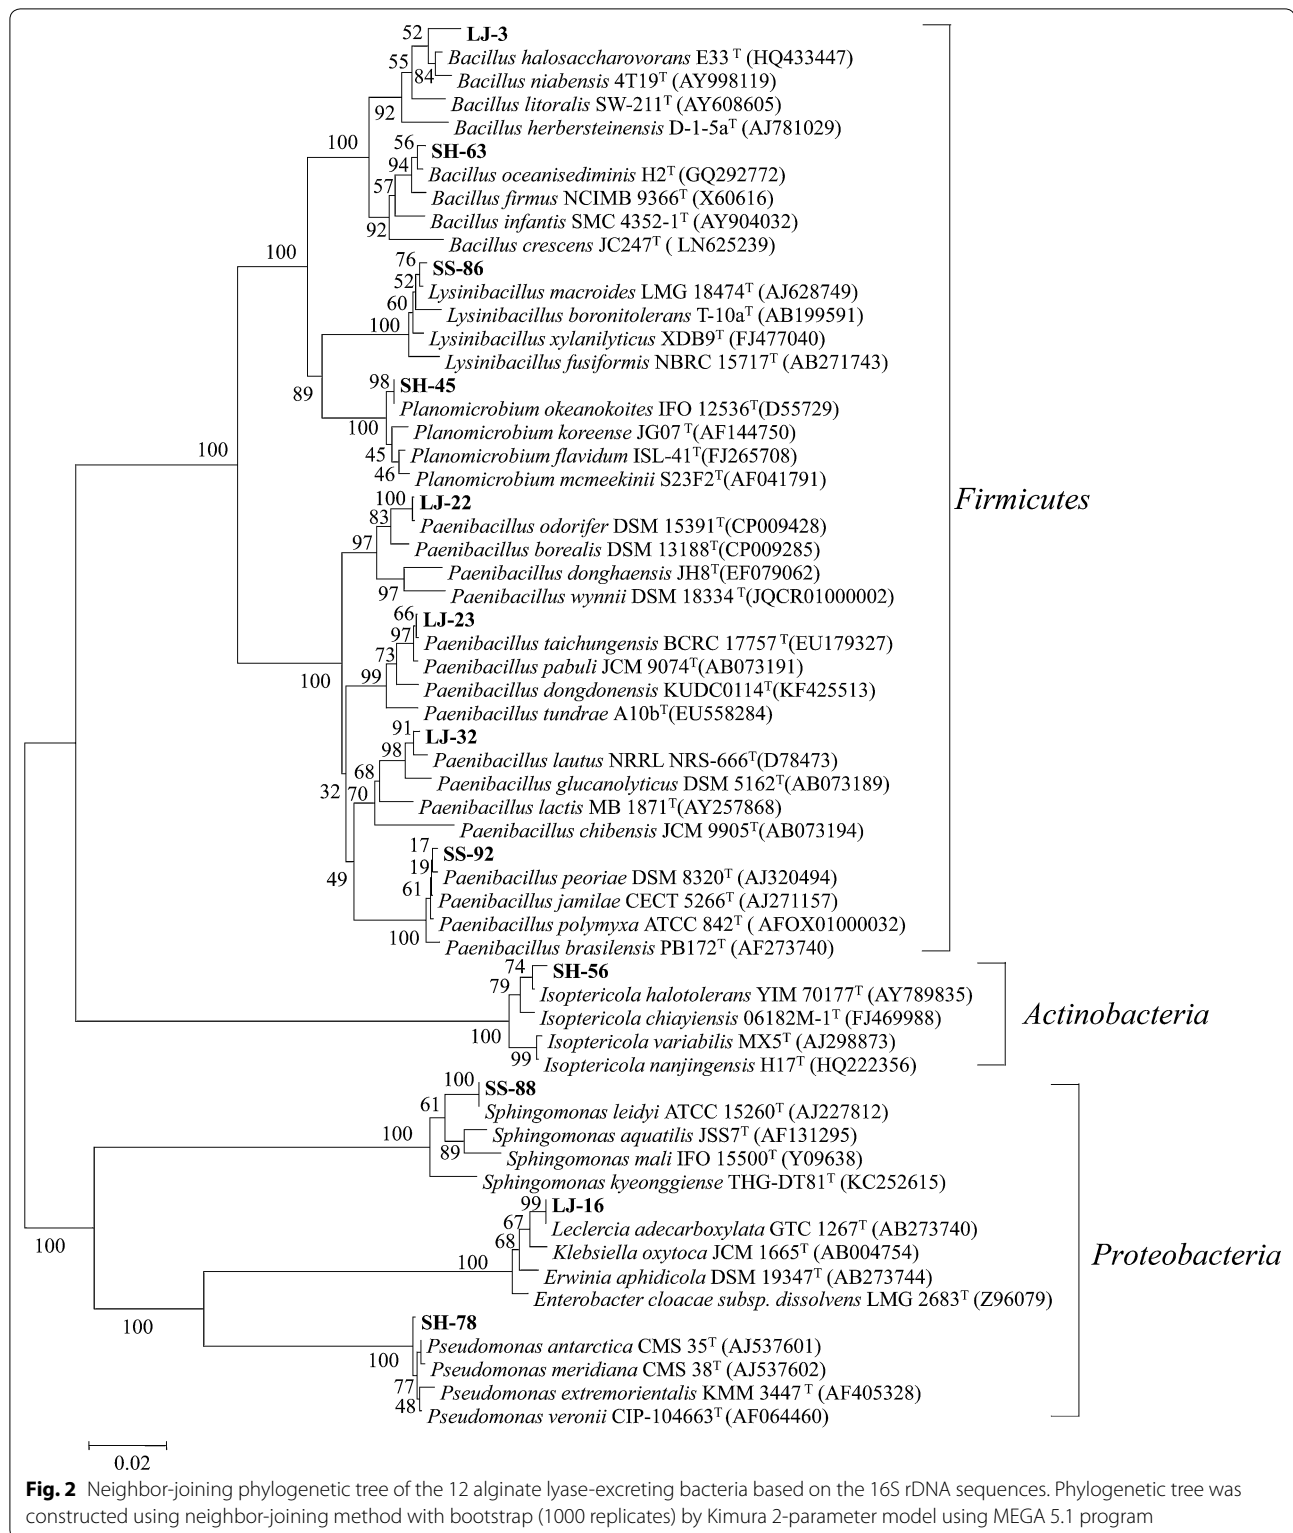 52
LJ-3
Bacillus halosaccharovorans E33 T (HQ433447)
55
84
Bacillus niabensis 4T19T (AY998119)
Bacillus litoralis SW-211T (AY608605)
92
Bacillus herbersteinensis D-1-5aT (AJ781029)
100
56
SH-63
94
Bacillus oceanisediminis H2T (GQ292772)
57
Bacillus firmus NCIMB 9366T (X60616)
Bacillus infantis SMC 4352-1T (AY904032)
92
Bacillus crescens JC247T ( LN625239)
100
76
SS-86
52
Lysinibacillus macroides LMG 18474T (AJ628749)
60
Lysinibacillus boronitolerans T-10aT (AB199591)
100
Lysinibacillus xylanilyticus XDB9T (FJ477040)
Lysinibacillus fusiformis NBRC 15717T (AB271743)
89
98
SH-45
Planomicrobium okeanokoites IFO 12536T(D55729)
100
Planomicrobium koreense JG07 T(AF144750)
45
Planomicrobium flavidum ISL-41T(FJ265708)
46
Planomicrobium mcmeekinii S23F2T(AF041791)
100
Firmicutes
100
LJ-22
83
Paenibacillus odorifer DSM 15391T(CP009428)
97
Paenibacillus borealis DSM 13188T(CP009285)
Paenibacillus donghaensis JH8T(EF079062)
97
Paenibacillus wynnii DSM 18334 T(JQCR01000002)
66
LJ-23
97
Paenibacillus taichungensis BCRC 17757 T(EU179327)
73
Paenibacillus pabuli JCM 9074T(AB073191)
100
99
Paenibacillus dongdonensis KUDC0114T(KF425513)
Paenibacillus tundrae A10bT(EU558284)
91
LJ-32
98
Paenibacillus lautus NRRL NRS-666T(D78473)
68
Paenibacillus glucanolyticus DSM 5162T(AB073189)
32
70
Paenibacillus lactis MB 1871T(AY257868)
Paenibacillus chibensis JCM 9905T(AB073194)
17
SS-92
19
Paenibacillus peoriae DSM 8320T (AJ320494)
49
61
Paenibacillus jamilae CECT 5266T (AJ271157)
Paenibacillus polymyxa ATCC 842T ( AFOX01000032)
100
Paenibacillus brasilensis PB172T (AF273740)
74
SH-56
79
Isoptericola halotolerans YIM 70177T (AY789835)
Isoptericola chiayiensis 06182M-1T (FJ469988)
Actinobacteria
100
Isoptericola variabilis MX5T (AJ298873)
99
Isoptericola nanjingensis H17T (HQ222356)
100
SS-88
61
Sphingomonas leidyi ATCC 15260T (AJ227812)
100
Sphingomonas aquatilis JSS7T (AF131295)
89
Sphingomonas mali IFO 15500T (Y09638)
Sphingomonas kyeonggiense THG-DT81T (KC252615)
99
LJ-16
67
Leclercia adecarboxylata GTC 1267T (AB273740)
100
68
Klebsiella oxytoca JCM 1665T (AB004754)
Proteobacteria
100
Erwinia aphidicola DSM 19347T (AB273744)
Enterobacter cloacae subsp. dissolvens LMG 2683T (Z96079)
100
SH-78
Pseudomonas antarctica CMS 35T (AJ537601)
100
Pseudomonas meridiana CMS 38T (AJ537602)
77
Pseudomonas extremorientalis KMM 3447 T (AF405328)
48
Pseudomonas veronii CIP-104663T (AF064460)
0.02
Fig. 2 Neighbor-joining phylogenetic tree of the 12 alginate lyase-excreting bacteria based on the 16S rDNA sequences. Phylogenetic tree was
constructed using neighbor-joining method with bootstrap (1000 replicates) by Kimura 2-parameter model using MEGA 5.1 program